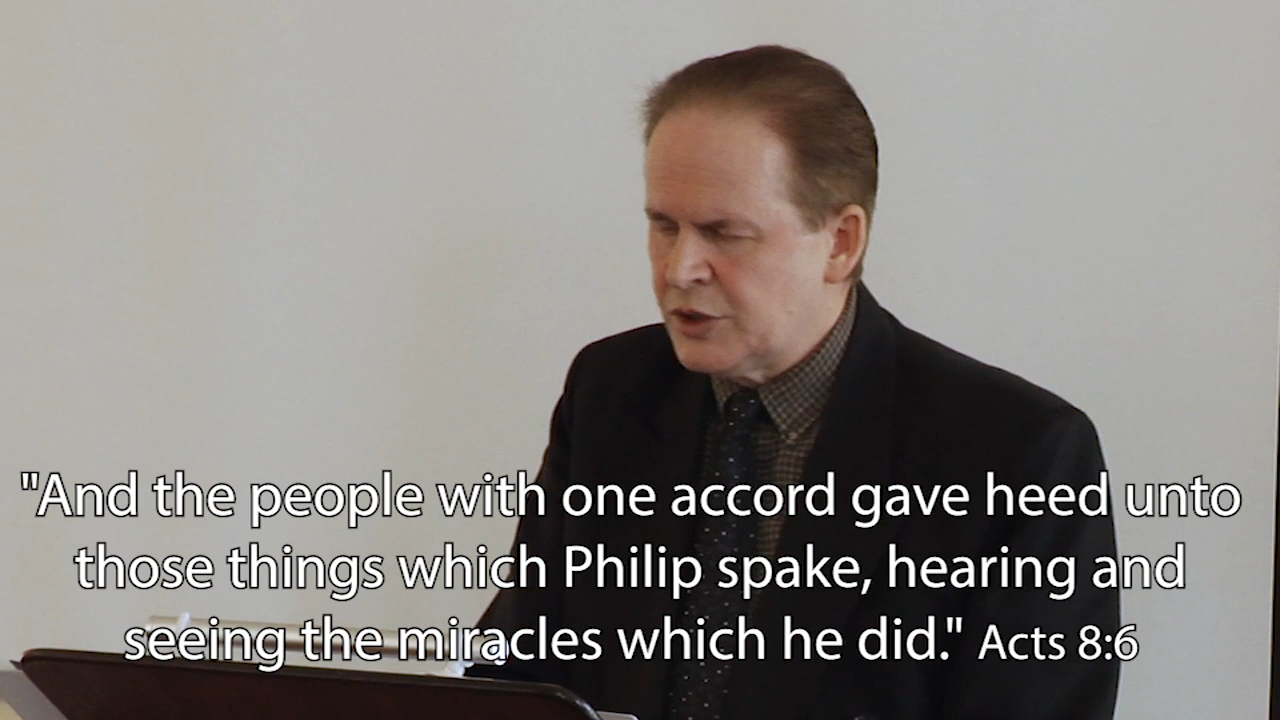 "And the people with one accord gave heed unto
those things which Philip spake, hearing and
seeing the miracles which he did." Acts 8:6